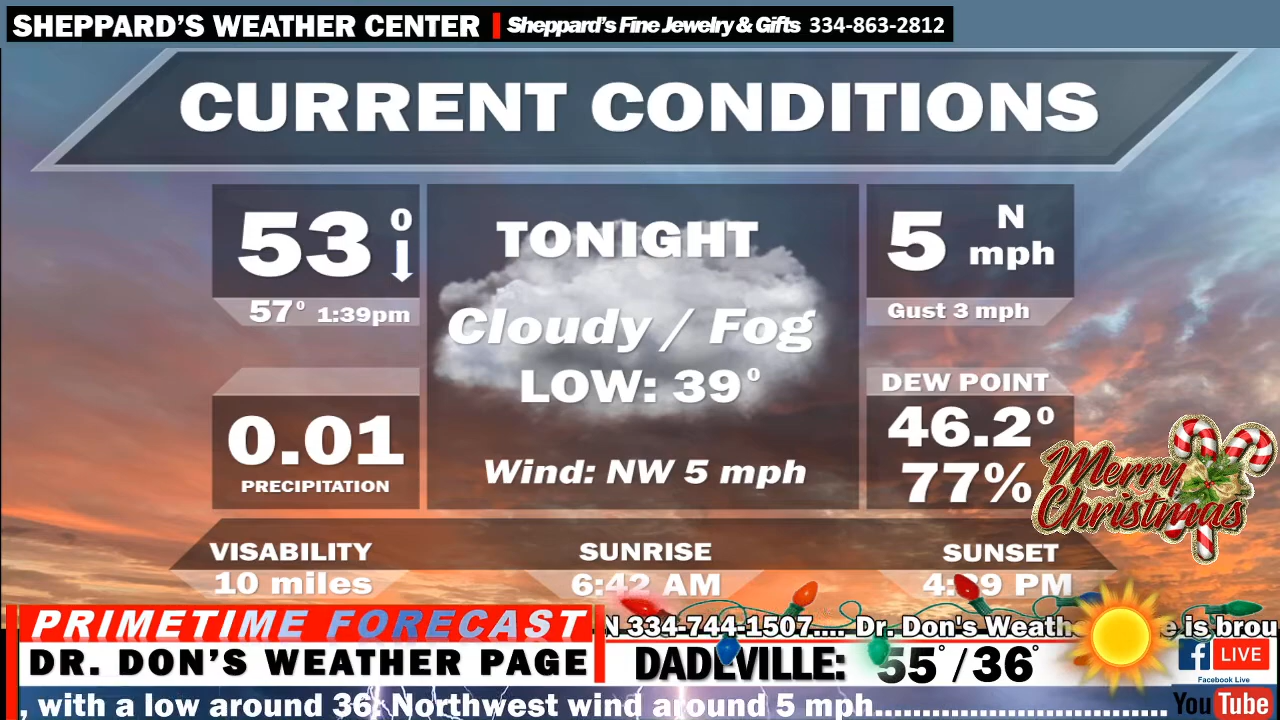 SHEPPARD'S WEATHER CENTER | Sheppard's Fine Jewelry & Gifts 334-863-2812
CURRENT CONDITIONS
53°↓
57° 1:39pm
0.01
PRECIPITATION
TONIGHT
Cloudy / Fog
LOW: 39°
Wind: NW 5 mph
5 N mph
Gust 3 mph
DEW POINT
46.2°
77%
Merry
Christmas
VISABILITY
10 miles
SUNRISE
6:42 AM
SUNSET
PM
PRIMETIME FORECAST
DR. DON'S WEATHER PAGE
334-744-1507.... Dr. Don's is
DADEVILLE: 55°/36°
f LIVE
Facebook Live
, with a low around 36. Northwest wind around 5 mph...........................
YouTube